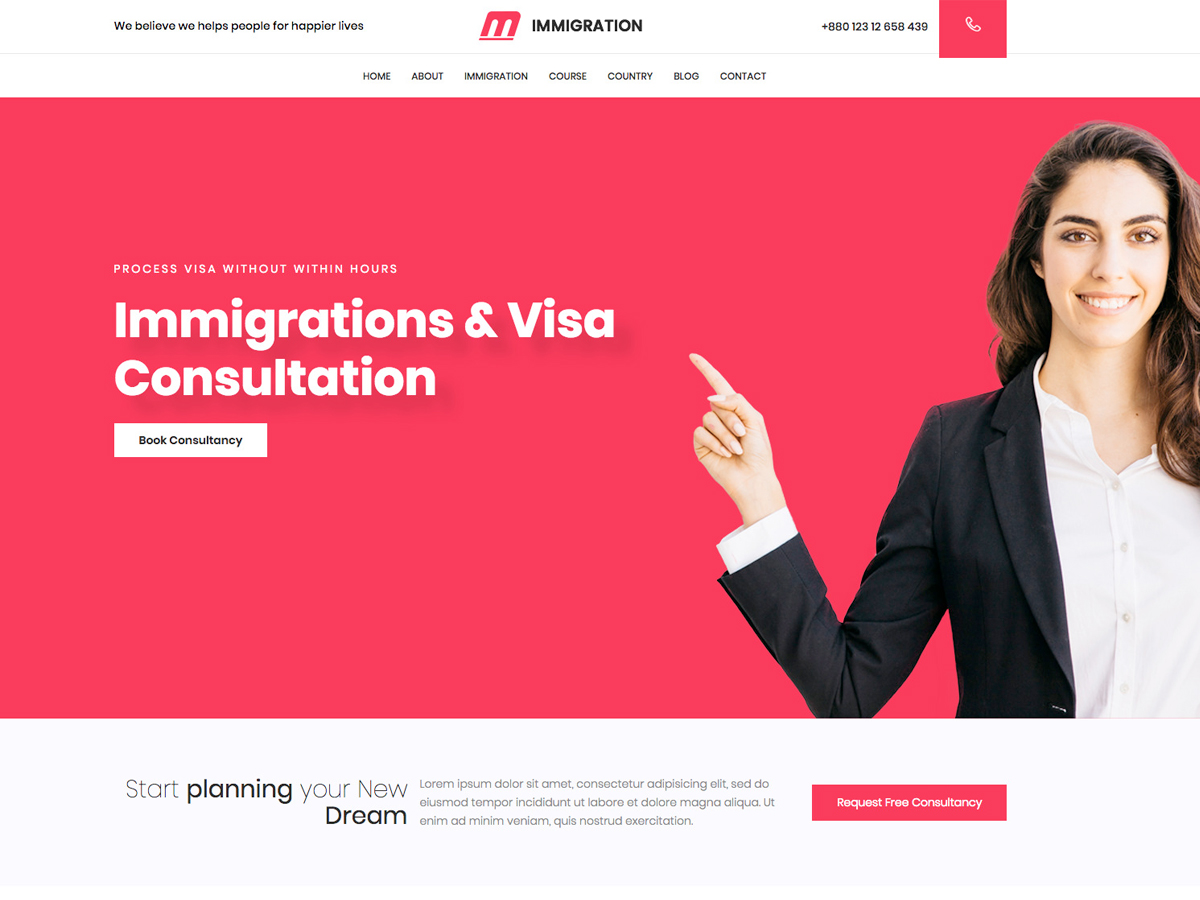 We believe we helps people for happier lives
m IMMIGRATION
+880 123 12 658 439
HOME ABOUT IMMIGRATION COURSE COUNTRY BLOG CONTACT
PROCESS VISA WITHOUT WITHIN HOURS
Immigrations & Visa
Consultation
Book Consultancy
Start planning your New
Dream
Lorem ipsum dolor sit amet, consectetur adipisicing elit, sed do
eiusmod tempor incididunt ut labore et dolore magna aliqua. Ut
enim ad minim veniam, quis nostrud exercitation.
Request Free Consultancy